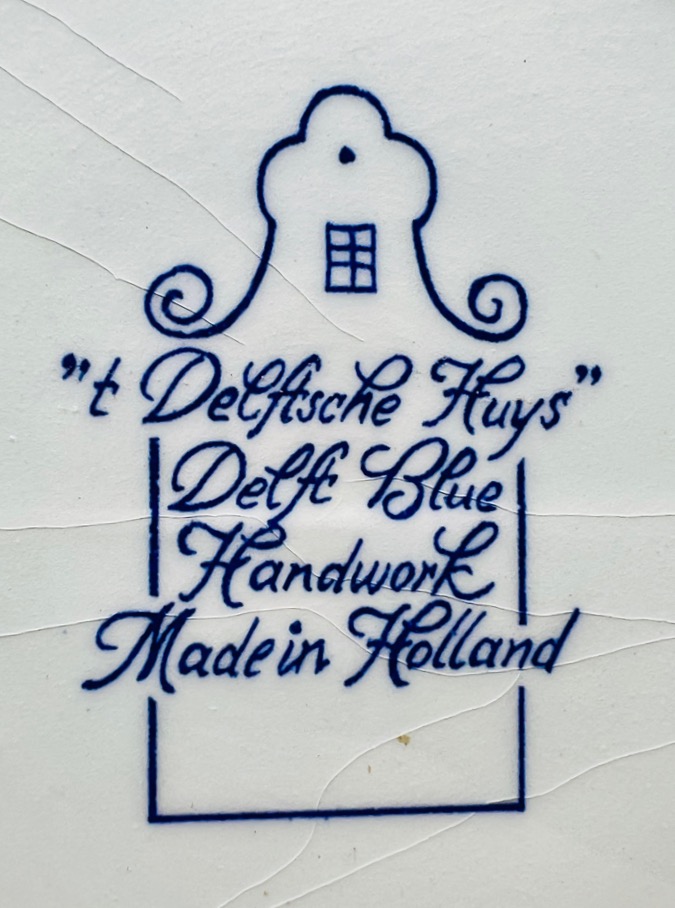 "t Delftsche Huys"
Delft Blue
Handwork
Made in Holland